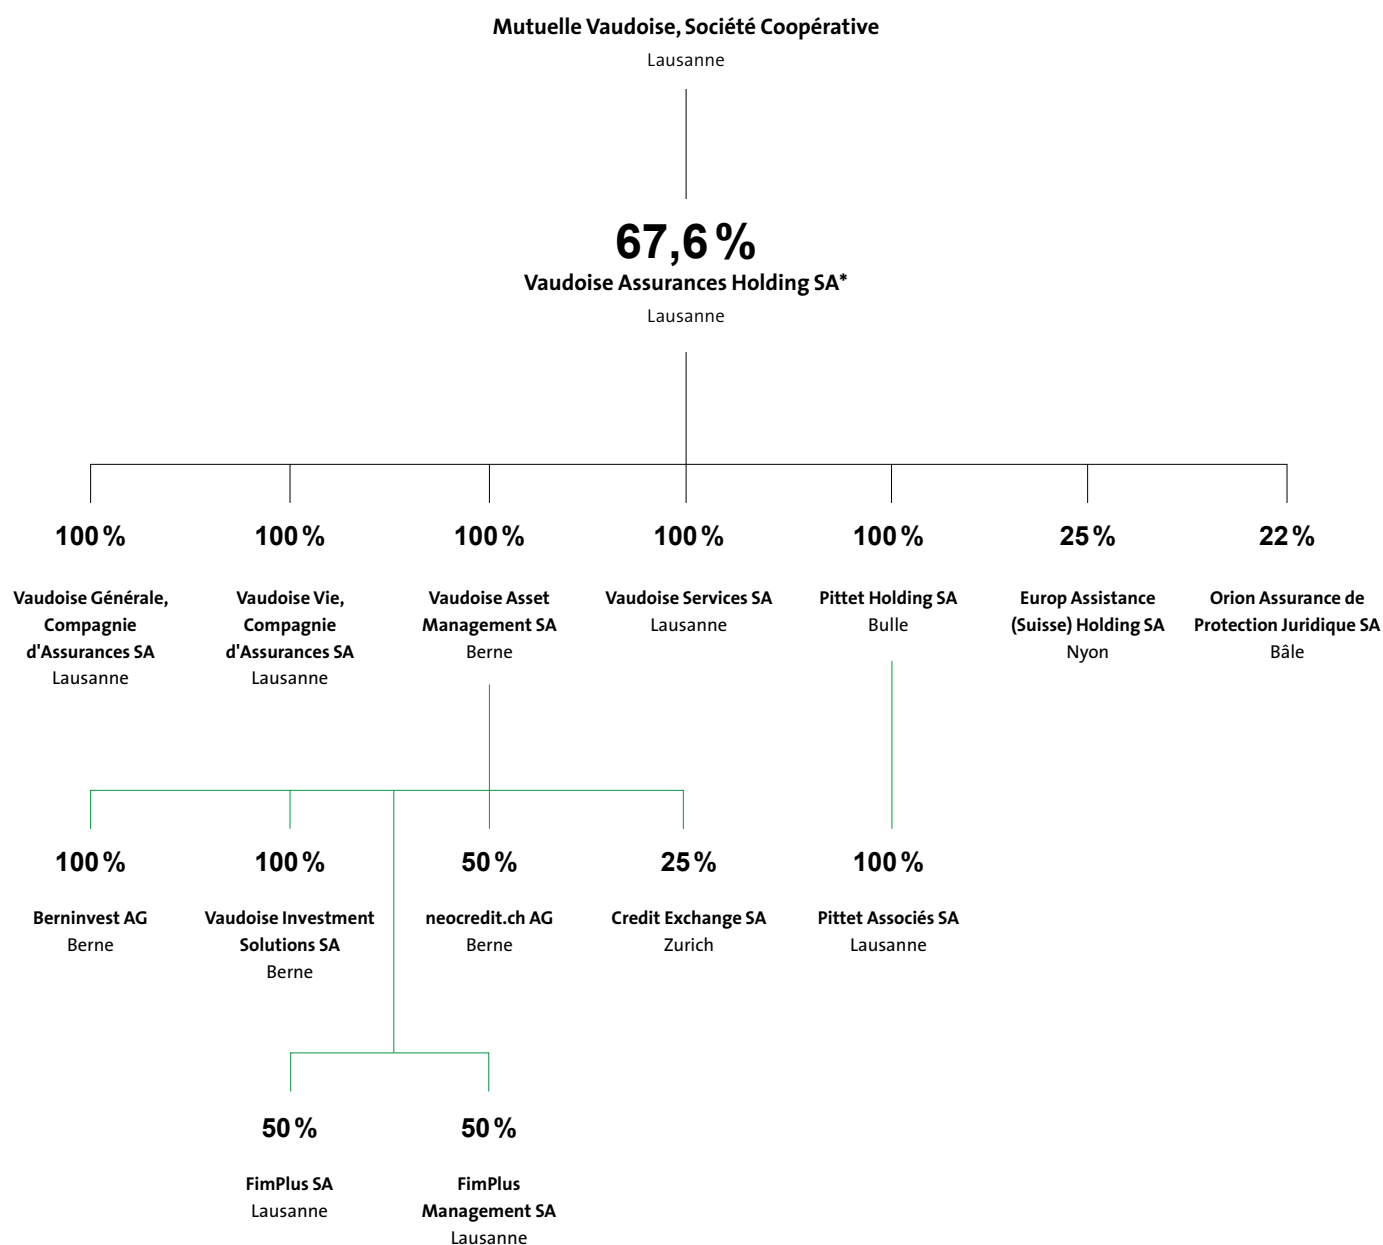 Mutuelle Vaudoise, Société Coopérative
Lausanne
67,6 %
Vaudoise Assurances Holding SA*
Lausanne
100 %
Vaudoise Générale,
Compagnie
d'Assurances SA
Lausanne
100 %
Vaudoise Vie,
Compagnie
d'Assurances SA
Lausanne
100 %
Vaudoise Asset
Management SA
Berne
100 %
Vaudoise Services SA
Lausanne
100 %
Pittet Holding SA
Bulle
25 %
Europ Assistance
(Suisse) Holding SA
Nyon
22 %
Orion Assurance de
Protection Juridique SA
Bâle
100 %
Berninvest AG
Berne
100 %
Vaudoise Investment
Solutions SA
Berne
50 %
neocredit.ch AG
Berne
25 %
Credit Exchange SA
Zurich
100 %
Pittet Associés SA
Lausanne
50 %
FimPlus SA
Lausanne
50 %
FimPlus
Management SA
Lausanne